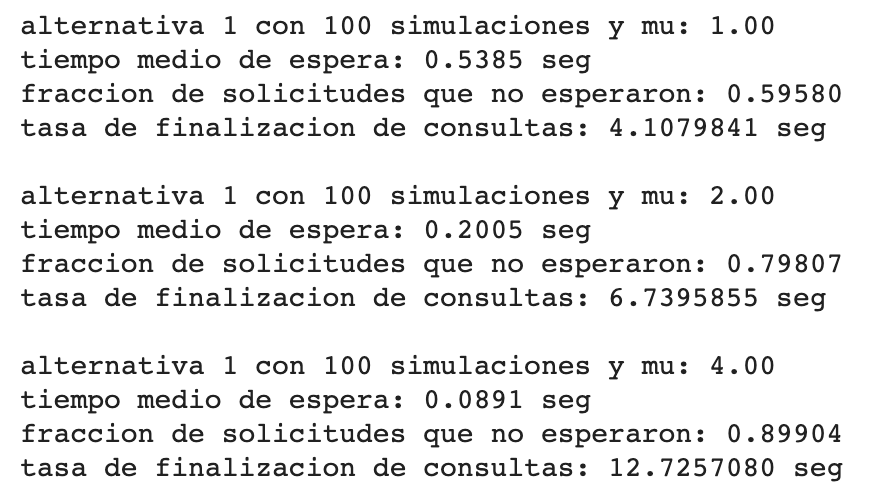 alternativa 1 con 100 simulaciones y mu: 1.00
tiempo medio de espera: 0.5385 seg
fraccion de solicitudes que no esperaron: 0.59580
tasa de finalizacion de consultas: 4.1079841 seg
alternativa 1 con 100 simulaciones y mu: 2.00
tiempo medio de espera: 0.2005 seg
fraccion de solicitudes que no esperaron: 0.79807
tasa de finalizacion de consultas: 6.7395855 seg
alternativa 1 con 100 simulaciones y mu: 4.00
tiempo medio de espera: 0.0891 seg
fraccion de solicitudes que no esperaron: 0.89904
tasa de finalizacion de consultas: 12.7257080 seg